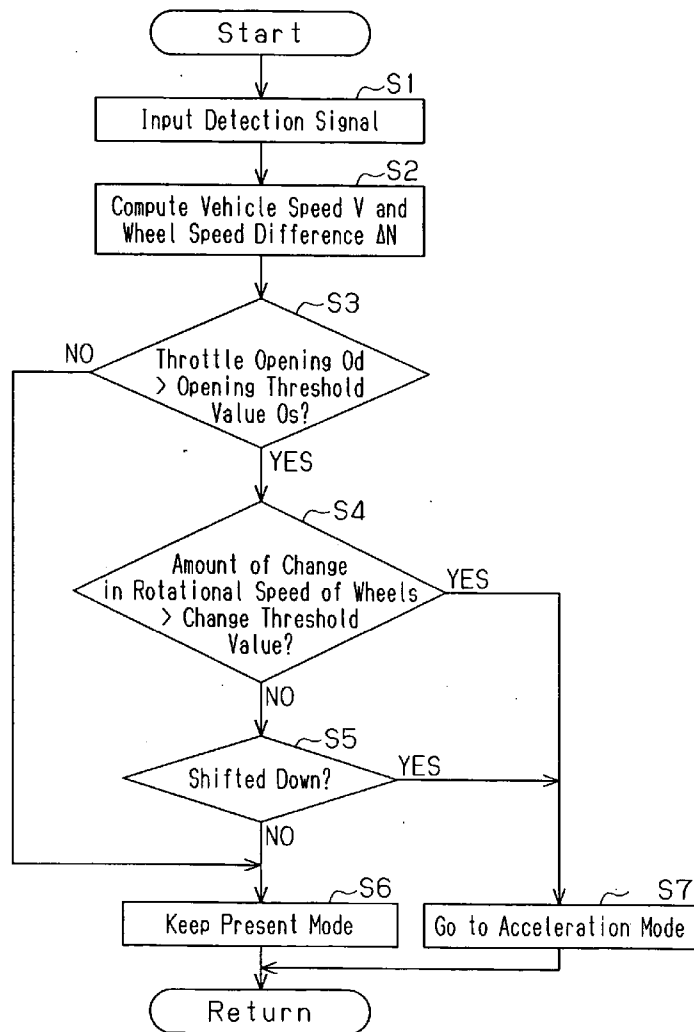 Start
S1
Input Detection Signal
S2
Compute Vehicle Speed V and
Wheel Speed Difference ΔN
S3
NO
Throttle Opening Od
> Opening Threshold
Value Os?
YES
S4
Amount of Change
in Rotational Speed of Wheels
> Change Threshold
Value?
YES
NO
S5
Shifted Down?
YES
NO
S6
Keep Present Mode
S7
Go to Acceleration Mode
Return